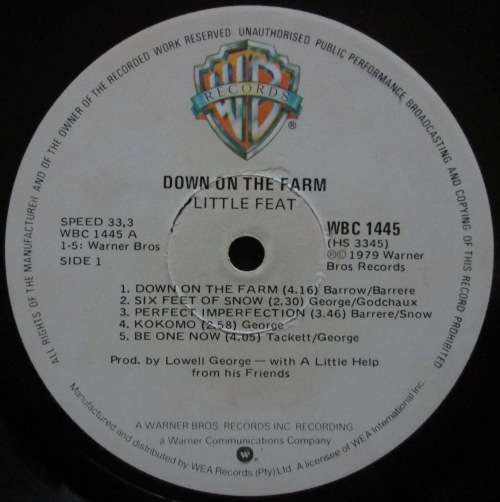 ALL RIGHTS OF THE MANUFACTURER AND OF THE OWNER OF THE RECORDED WORK RESERVED UNAUTHORISED PUBLIC PERFORMANCE, BROADCASTING AND COPYING OF THIS RECORD PROHIBITED
WB
RECORDS
®
DOWN ON THE FARM
LITTLE FEAT
SPEED 33,3
WBC 1445 A
1-5: Warner Bros
SIDE 1
WBC 1445
(HS 3345)
℗©1979 Warner
Bros Records
1. DOWN ON THE FARM (4.16) Barrow/Barrere
2. SIX FEET OF SNOW (2.30) George/Godchaux
3. PERFECT IMPERFECTION (3.46) Barrere/Snow
4. KOKOMO (2.58) George
5. BE ONE NOW (4.05) Tackett/George
Prod. by Lowell George — with A Little Help
from his Friends
A WARNER BROS. RECORDS INC. RECORDING
a Warner Communications Company
Manufactured and distributed by WEA Records (Pty) Ltd. A licensee of WEA International Inc.